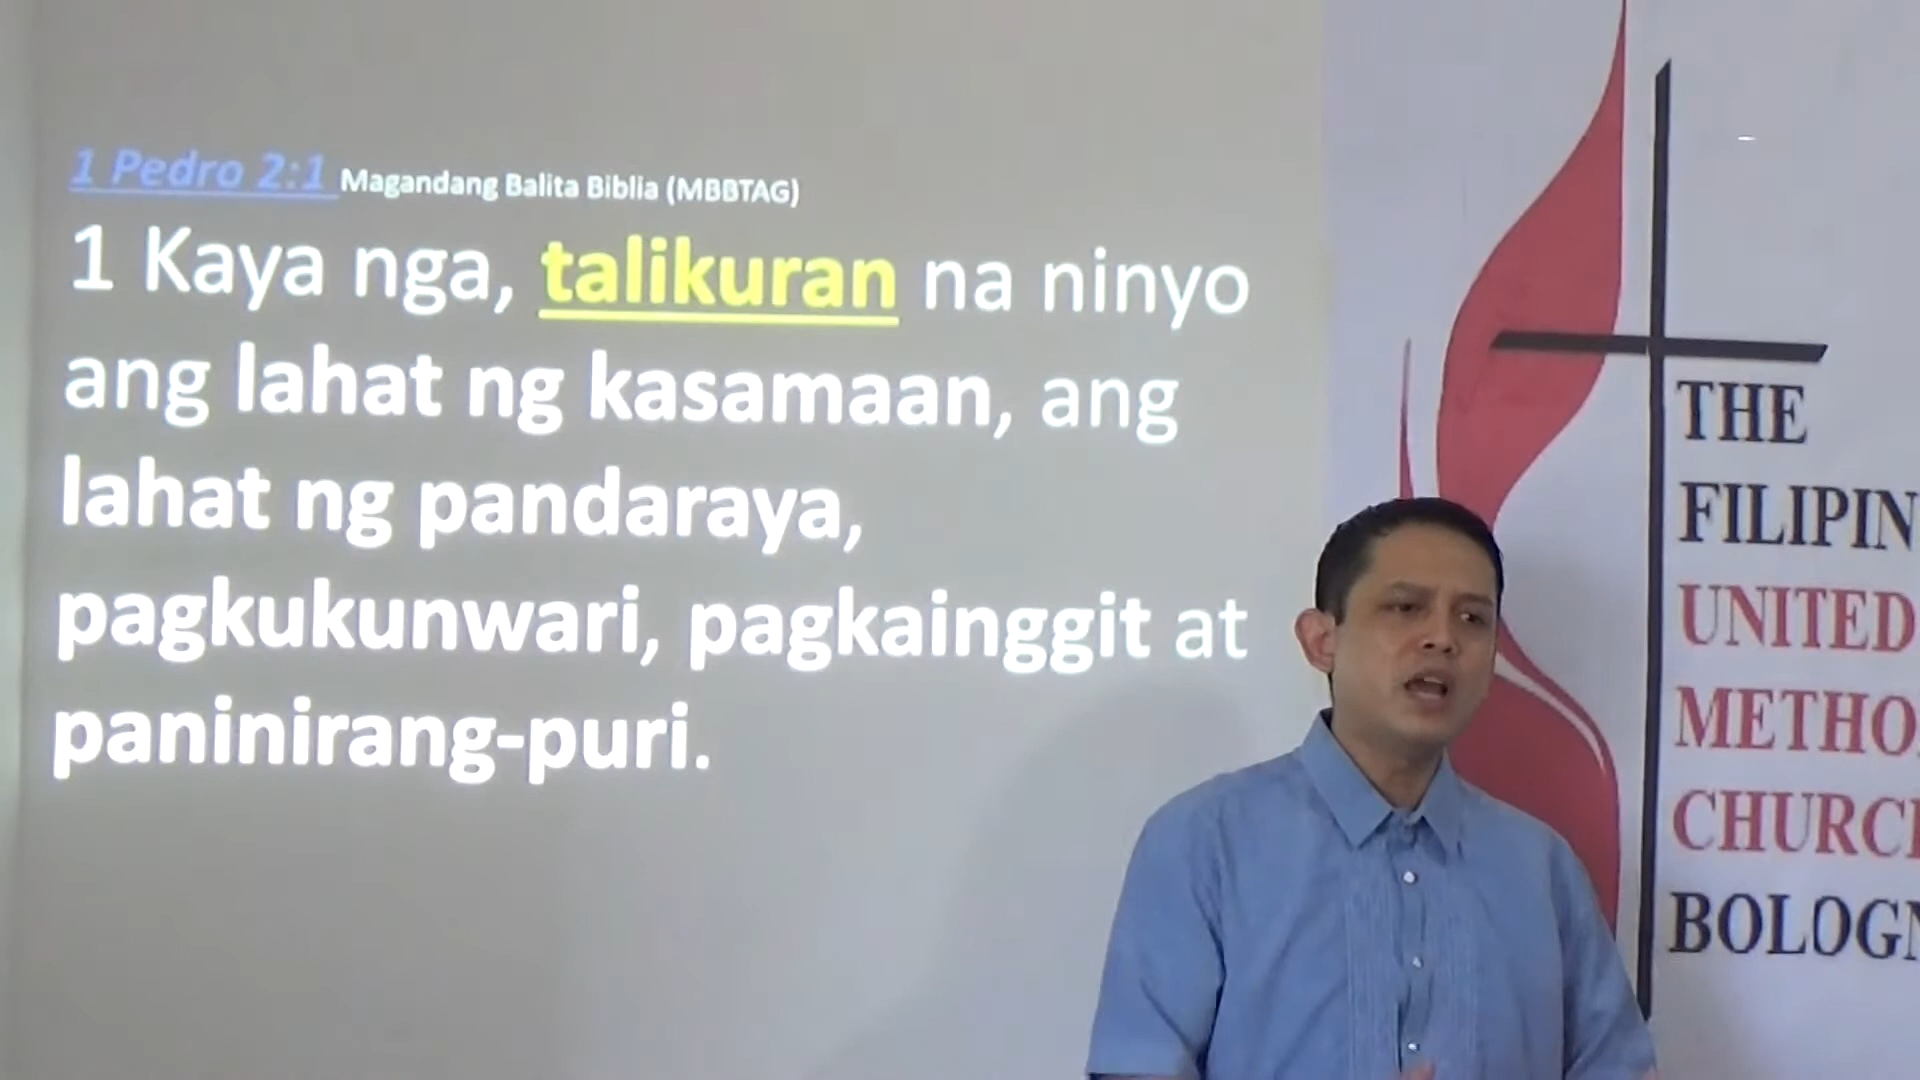 1 Pedro 2:1 Magandang Balita Biblia (MBBTAG)
1 Kaya nga, talikuran na ninyo
ang lahat ng kasamaan, ang
lahat ng pandaraya,
pagkukunwari, pagkainggit at
paninirang-puri.
THE
FILIPIN
UNITED
METHO
CHURC
BOLOG